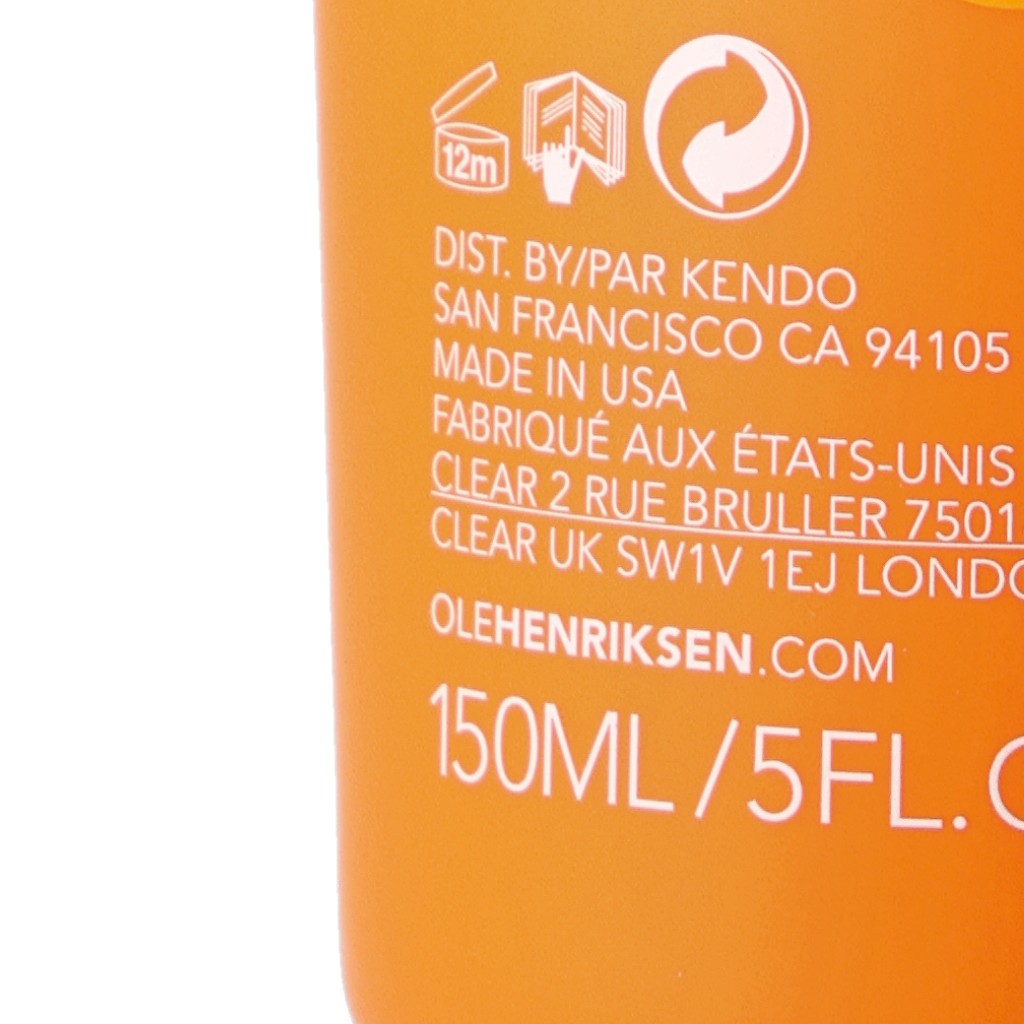 12m
DIST. BY/PAR KENDO
SAN FRANCISCO CA 94105
MADE IN USA
FABRIQUÉ AUX ÉTATS-UNIS
CLEAR 2 RUE BRULLER 7501
CLEAR UK SW1V 1EJ LONDO
OLEHENRIKSEN.COM
150ML/5FL.